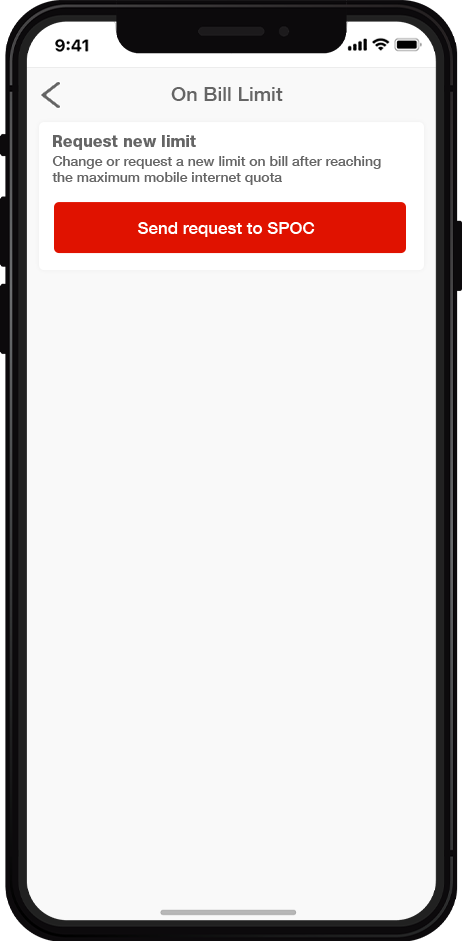 9:41
On Bill Limit
Request new limit
Change or request a new limit on bill after reaching
the maximum mobile internet quota
Send request to SPOC